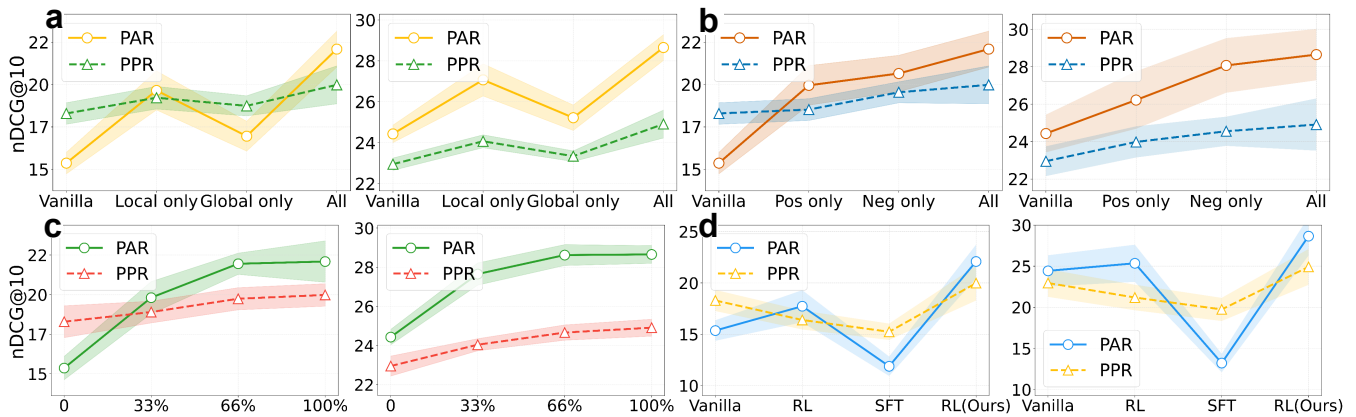 a
nDCG@10
22
20
17
15
PAR
PPR
Vanilla Local only Global only All
30
28
26
24
22
PAR
PPR
Vanilla Local only Global only All
b
22
20
17
15
PAR
PPR
Vanilla Pos only Neg only All
30
28
26
24
22
PAR
PPR
Vanilla Pos only Neg only All
c
nDCG@10
22
20
17
15
PAR
PPR
0 33% 66% 100%
30
28
26
24
22
PAR
PPR
0 33% 66% 100%
d
25
20
15
10
PAR
PPR
Vanilla RL SFT RL(Ours)
30
25
20
15
10
PAR
PPR
Vanilla RL SFT RL(Ours)